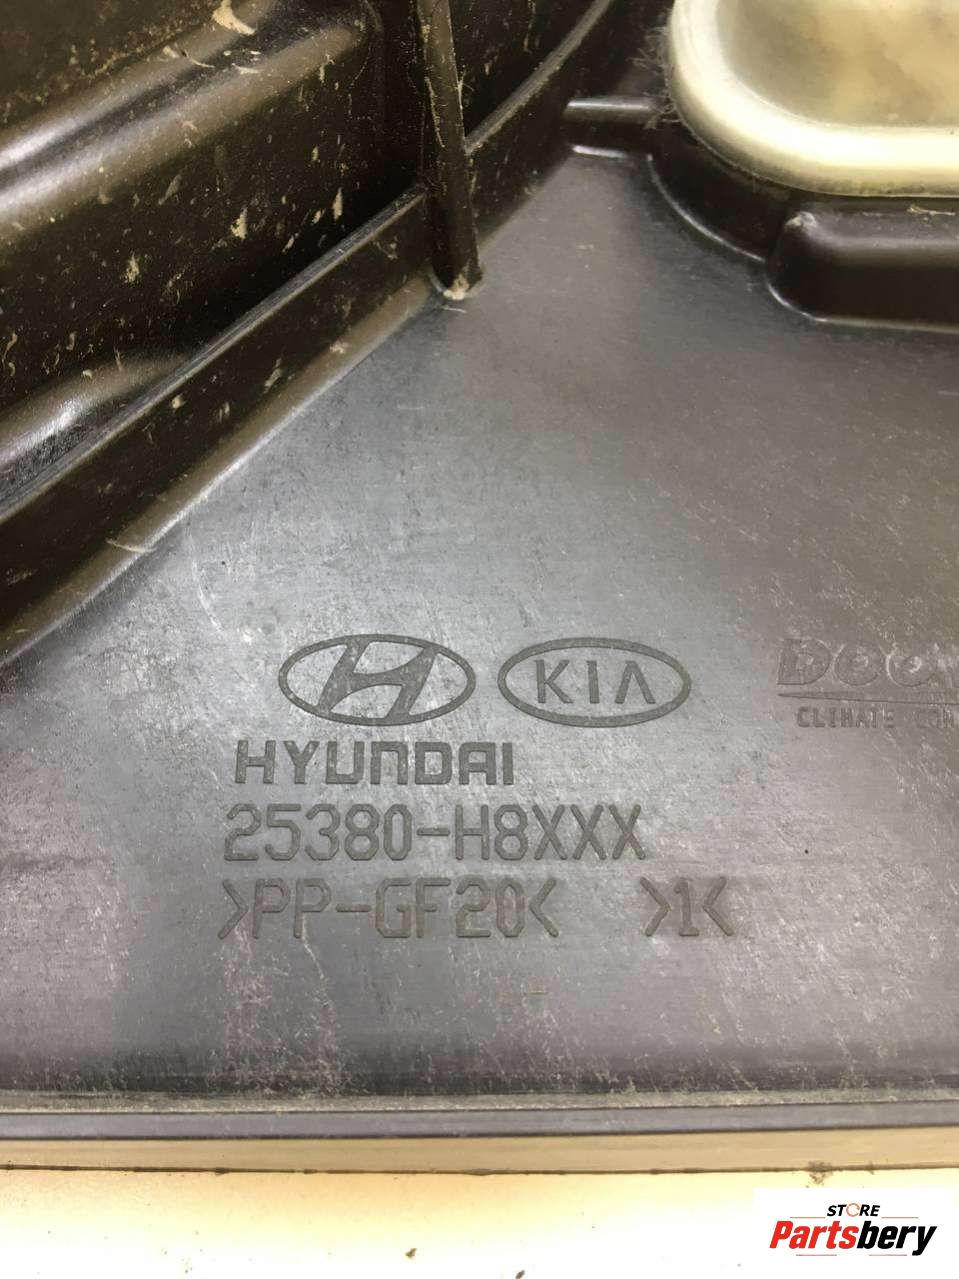 KIA
HYUNDAI
CLIMATE
25380-H8XXX
>PP-GF20< >1<
STORE
Partsbery